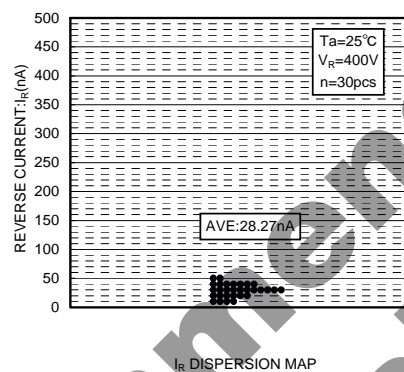 500
450
400
350
300
250
200
150
100
50
0
REVERSE CURRENT:IR(nA)
Ta=25°C
VR=400V
n=30pcs
AVE:28.27nA
IR DISPERSION MAP